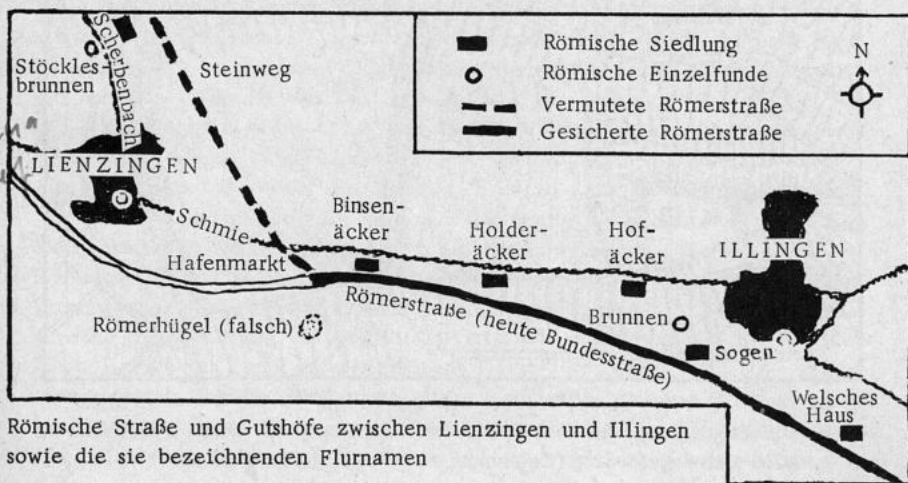 Scherbenbach
Stöckles-
brunnen
Steinweg
Römische Siedlung
Römische Einzelfunde
Vermutete Römerstraße
Gesicherte Römerstraße
N
LIENZINGEN
Schmie
Hafenmarkt
Binsen-
äcker
Holder-
äcker
Hof-
äcker
ILLINGEN
Römerhügel (falsch)
Römerstraße (heute Bundesstraße)
Brunnen
Sogen
Welsches
Haus
Römische Straße und Gutshöfe zwischen Lienzingen und Illingen
sowie die sie bezeichnenden Flurnamen